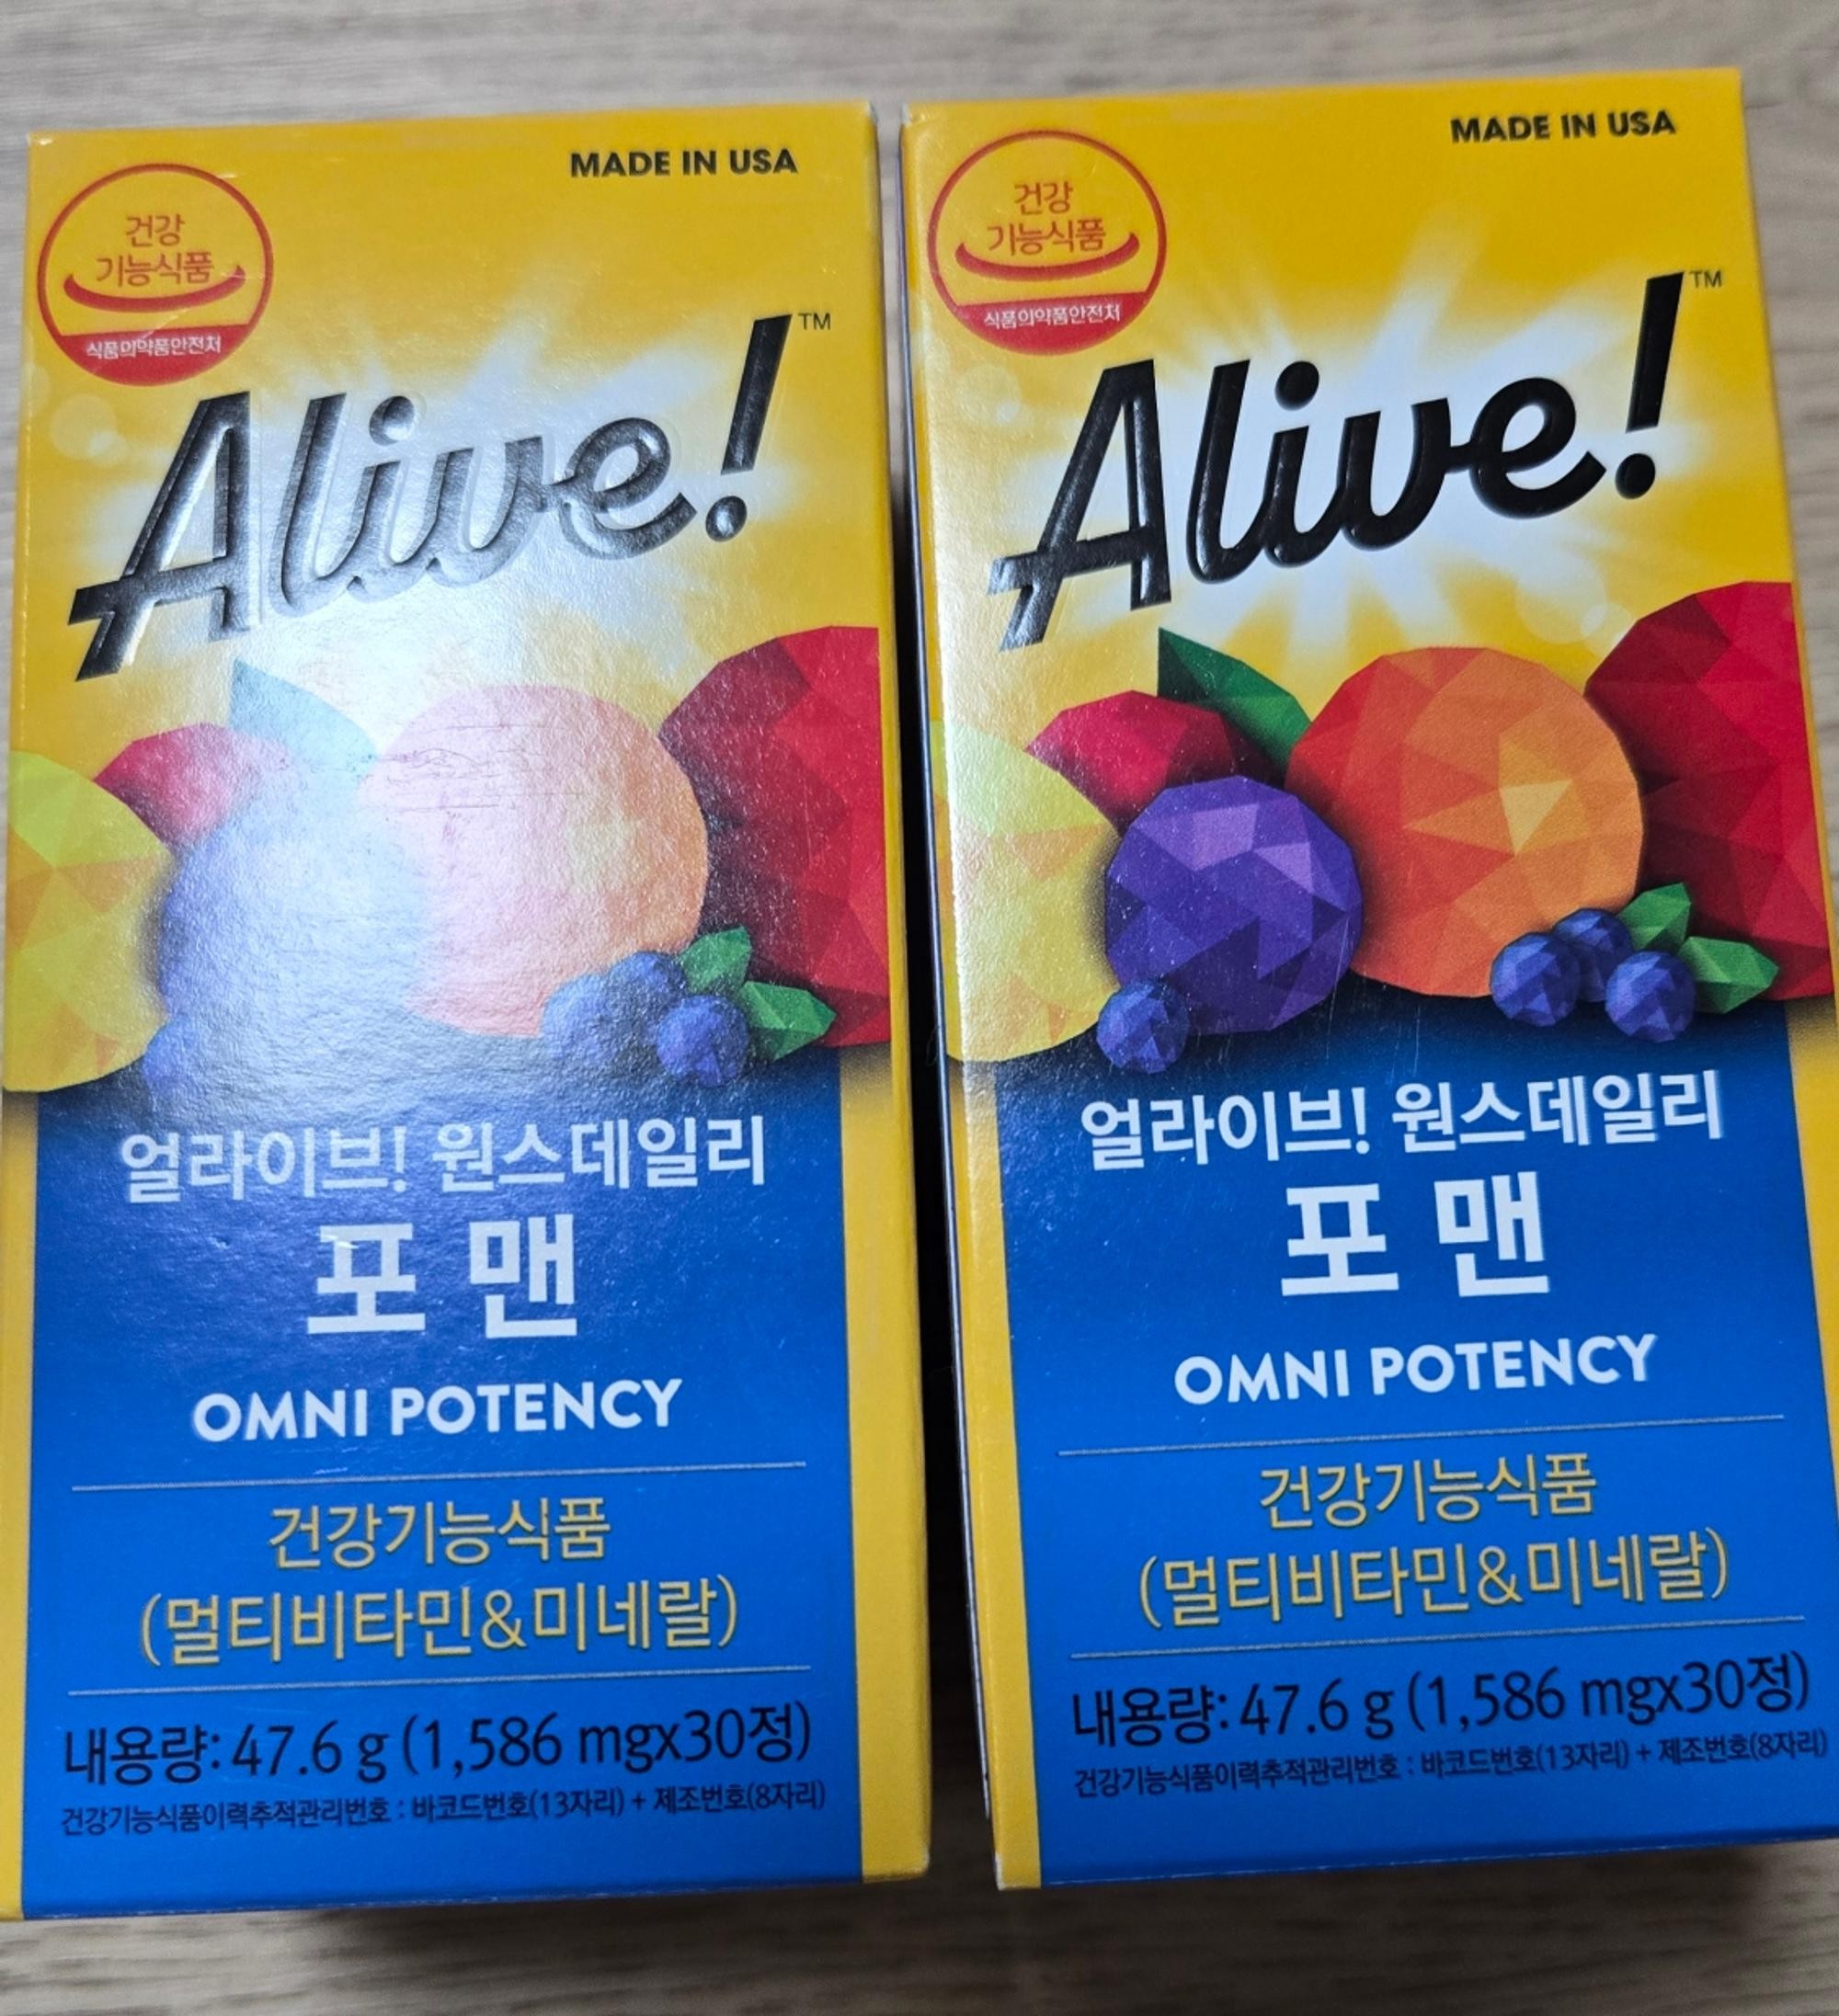 MADE IN USA
건강
기능식품
식품의약품안전처
Alive!™
얼라이브! 원스데일리
포 맨
OMNI POTENCY
건강기능식품
(멀티비타민&미네랄)
내용량: 47.6 g (1,586 mgx30정)
건강기능식품이력추적관리번호 : 바코드번호(13자리) + 제조번호(8자리)
MADE IN USA
건강
기능식품
식품의약품안전처
Alive!™
얼라이브! 원스데일리
포 맨
OMNI POTENCY
건강기능식품
(멀티비타민&미네랄)
내용량: 47.6 g (1,586 mgx30정)
건강기능식품이력추적관리번호 : 바코드번호(13자리) + 제조번호(8자리)